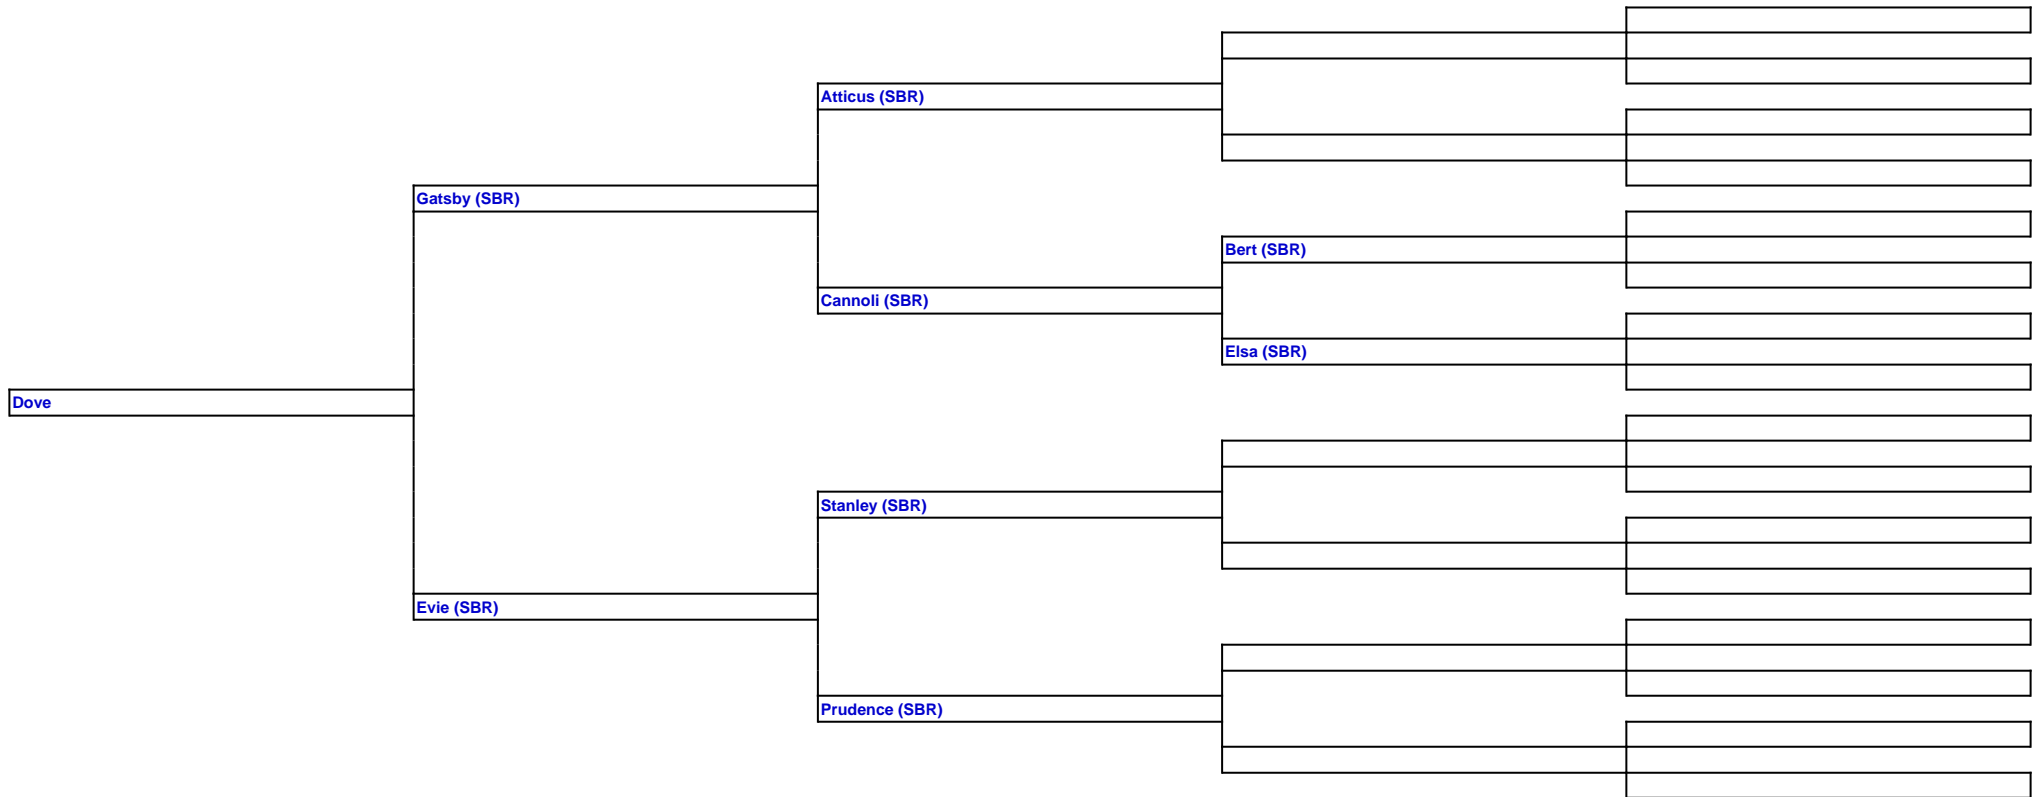 Atticus (SBR)
Gatsby (SBR)
Bert (SBR)
Cannoli (SBR)
Elsa (SBR)
Dove
Stanley (SBR)
Evie (SBR)
Prudence (SBR)